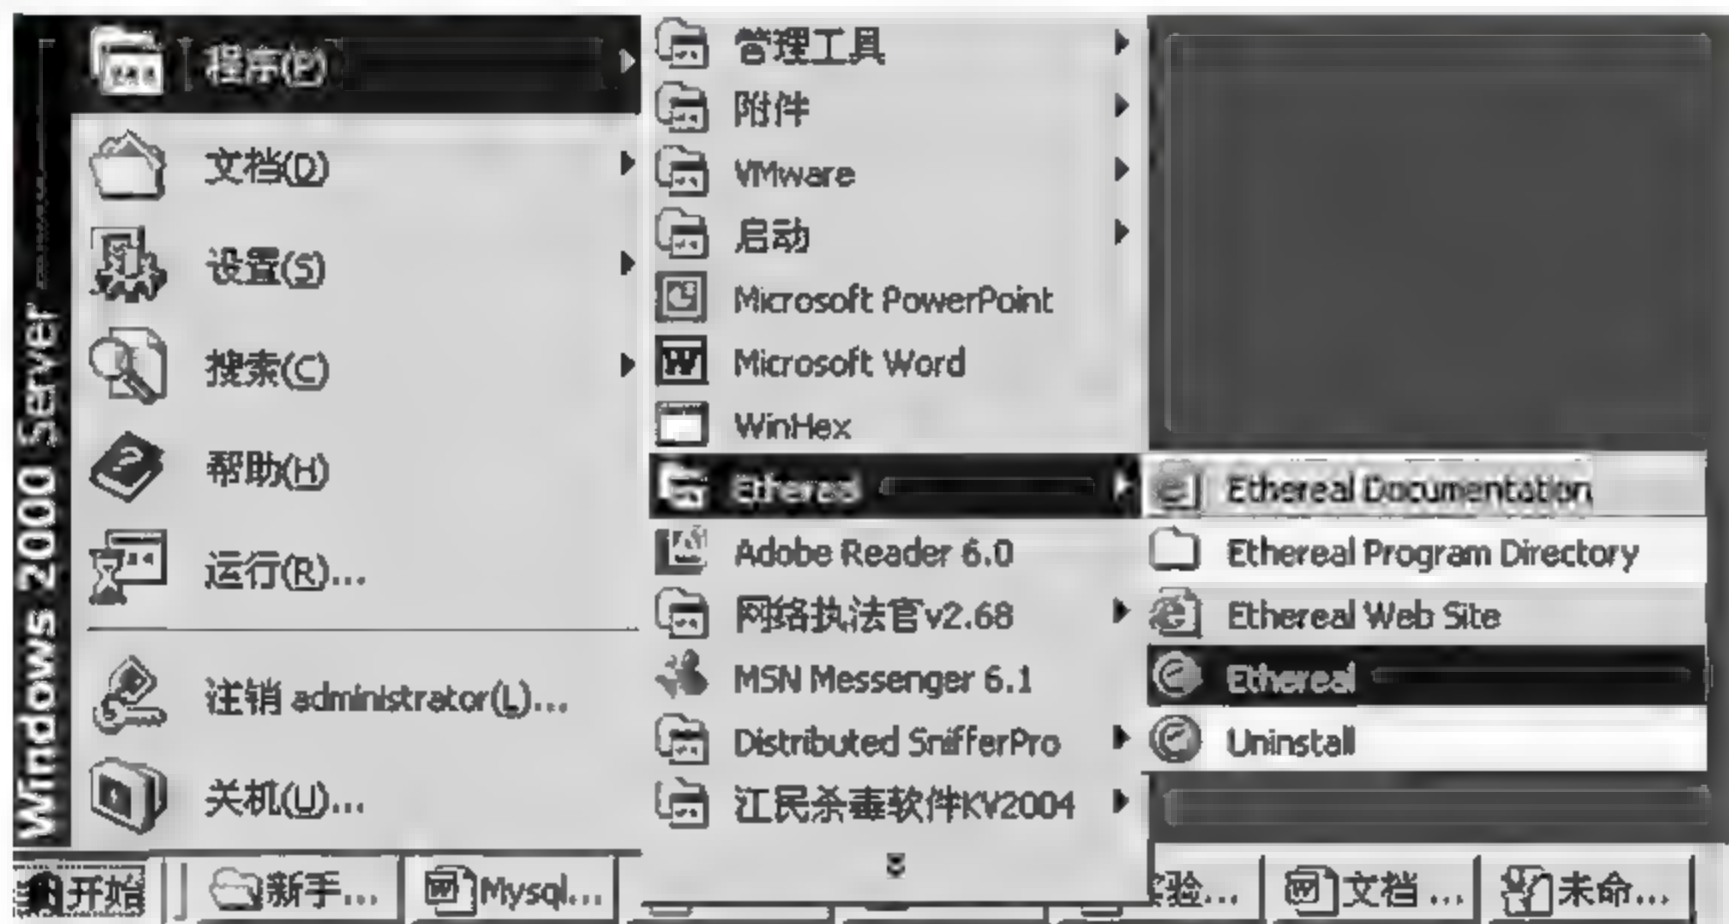 Windows 2000 Server
程序(P)
文档(D)
设置(S)
搜索(C)
帮助(H)
运行(R)...
注销 administrator(L)...
关机(U)...
管理工具
附件
VMware
启动
Microsoft PowerPoint
Microsoft Word
WinHex
Ethereal
Adobe Reader 6.0
网络执法官v2.68
MSN Messenger 6.1
Distributed SnifferPro
江民杀毒软件KV2004
Ethereal Documentation
Ethereal Program Directory
Ethereal Web Site
Ethereal
Uninstall
开始
新手...
Mysql...
验...
文档 ...
未命...